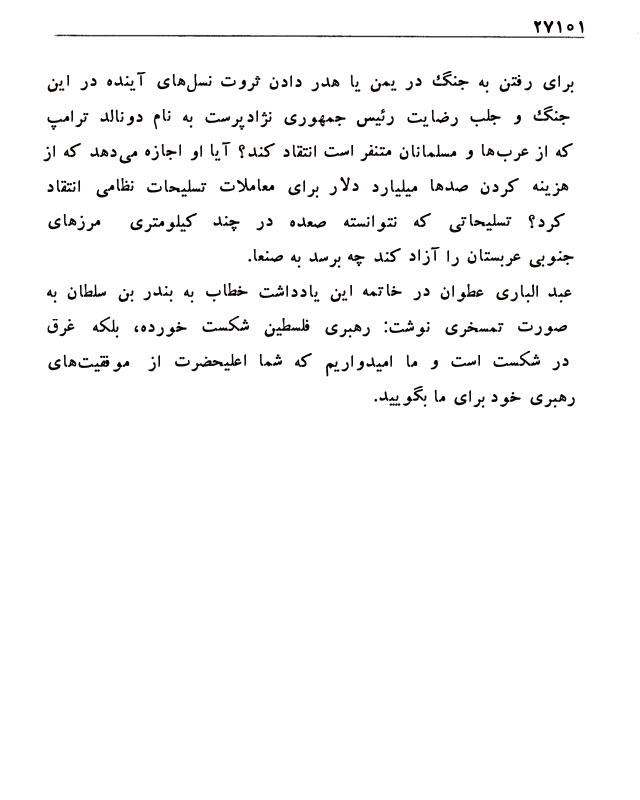 ۲۷۱۰۱
برای رفتن به جنگ در یمن یا هدر دادن ثروت نسل‌های آینده در این
جنگ و جلب رضایت رئیس جمهوری نژادپرست به نام دونالد ترامپ
که از عرب‌ها و مسلمانان متنفر است انتقاد کند؟ آیا او اجازه می‌دهد که از
هزینه کردن صدها میلیارد دلار برای معاملات تسلیحات نظامی انتقاد
کرد؟ تسلیحاتی که نتوانسته صعده در چند کیلومتری مرزهای
جنوبی عربستان را آزاد کند چه برسد به صنعا.
عبد الباری عطوان در خاتمه این یادداشت خطاب به بندر بن سلطان به
صورت تمسخری نوشت: رهبری فلسطین شکست خورده، بلکه غرق
در شکست است و ما امیدواریم که شما اعلیحضرت از موفقیت‌های
رهبری خود برای ما بگویید.